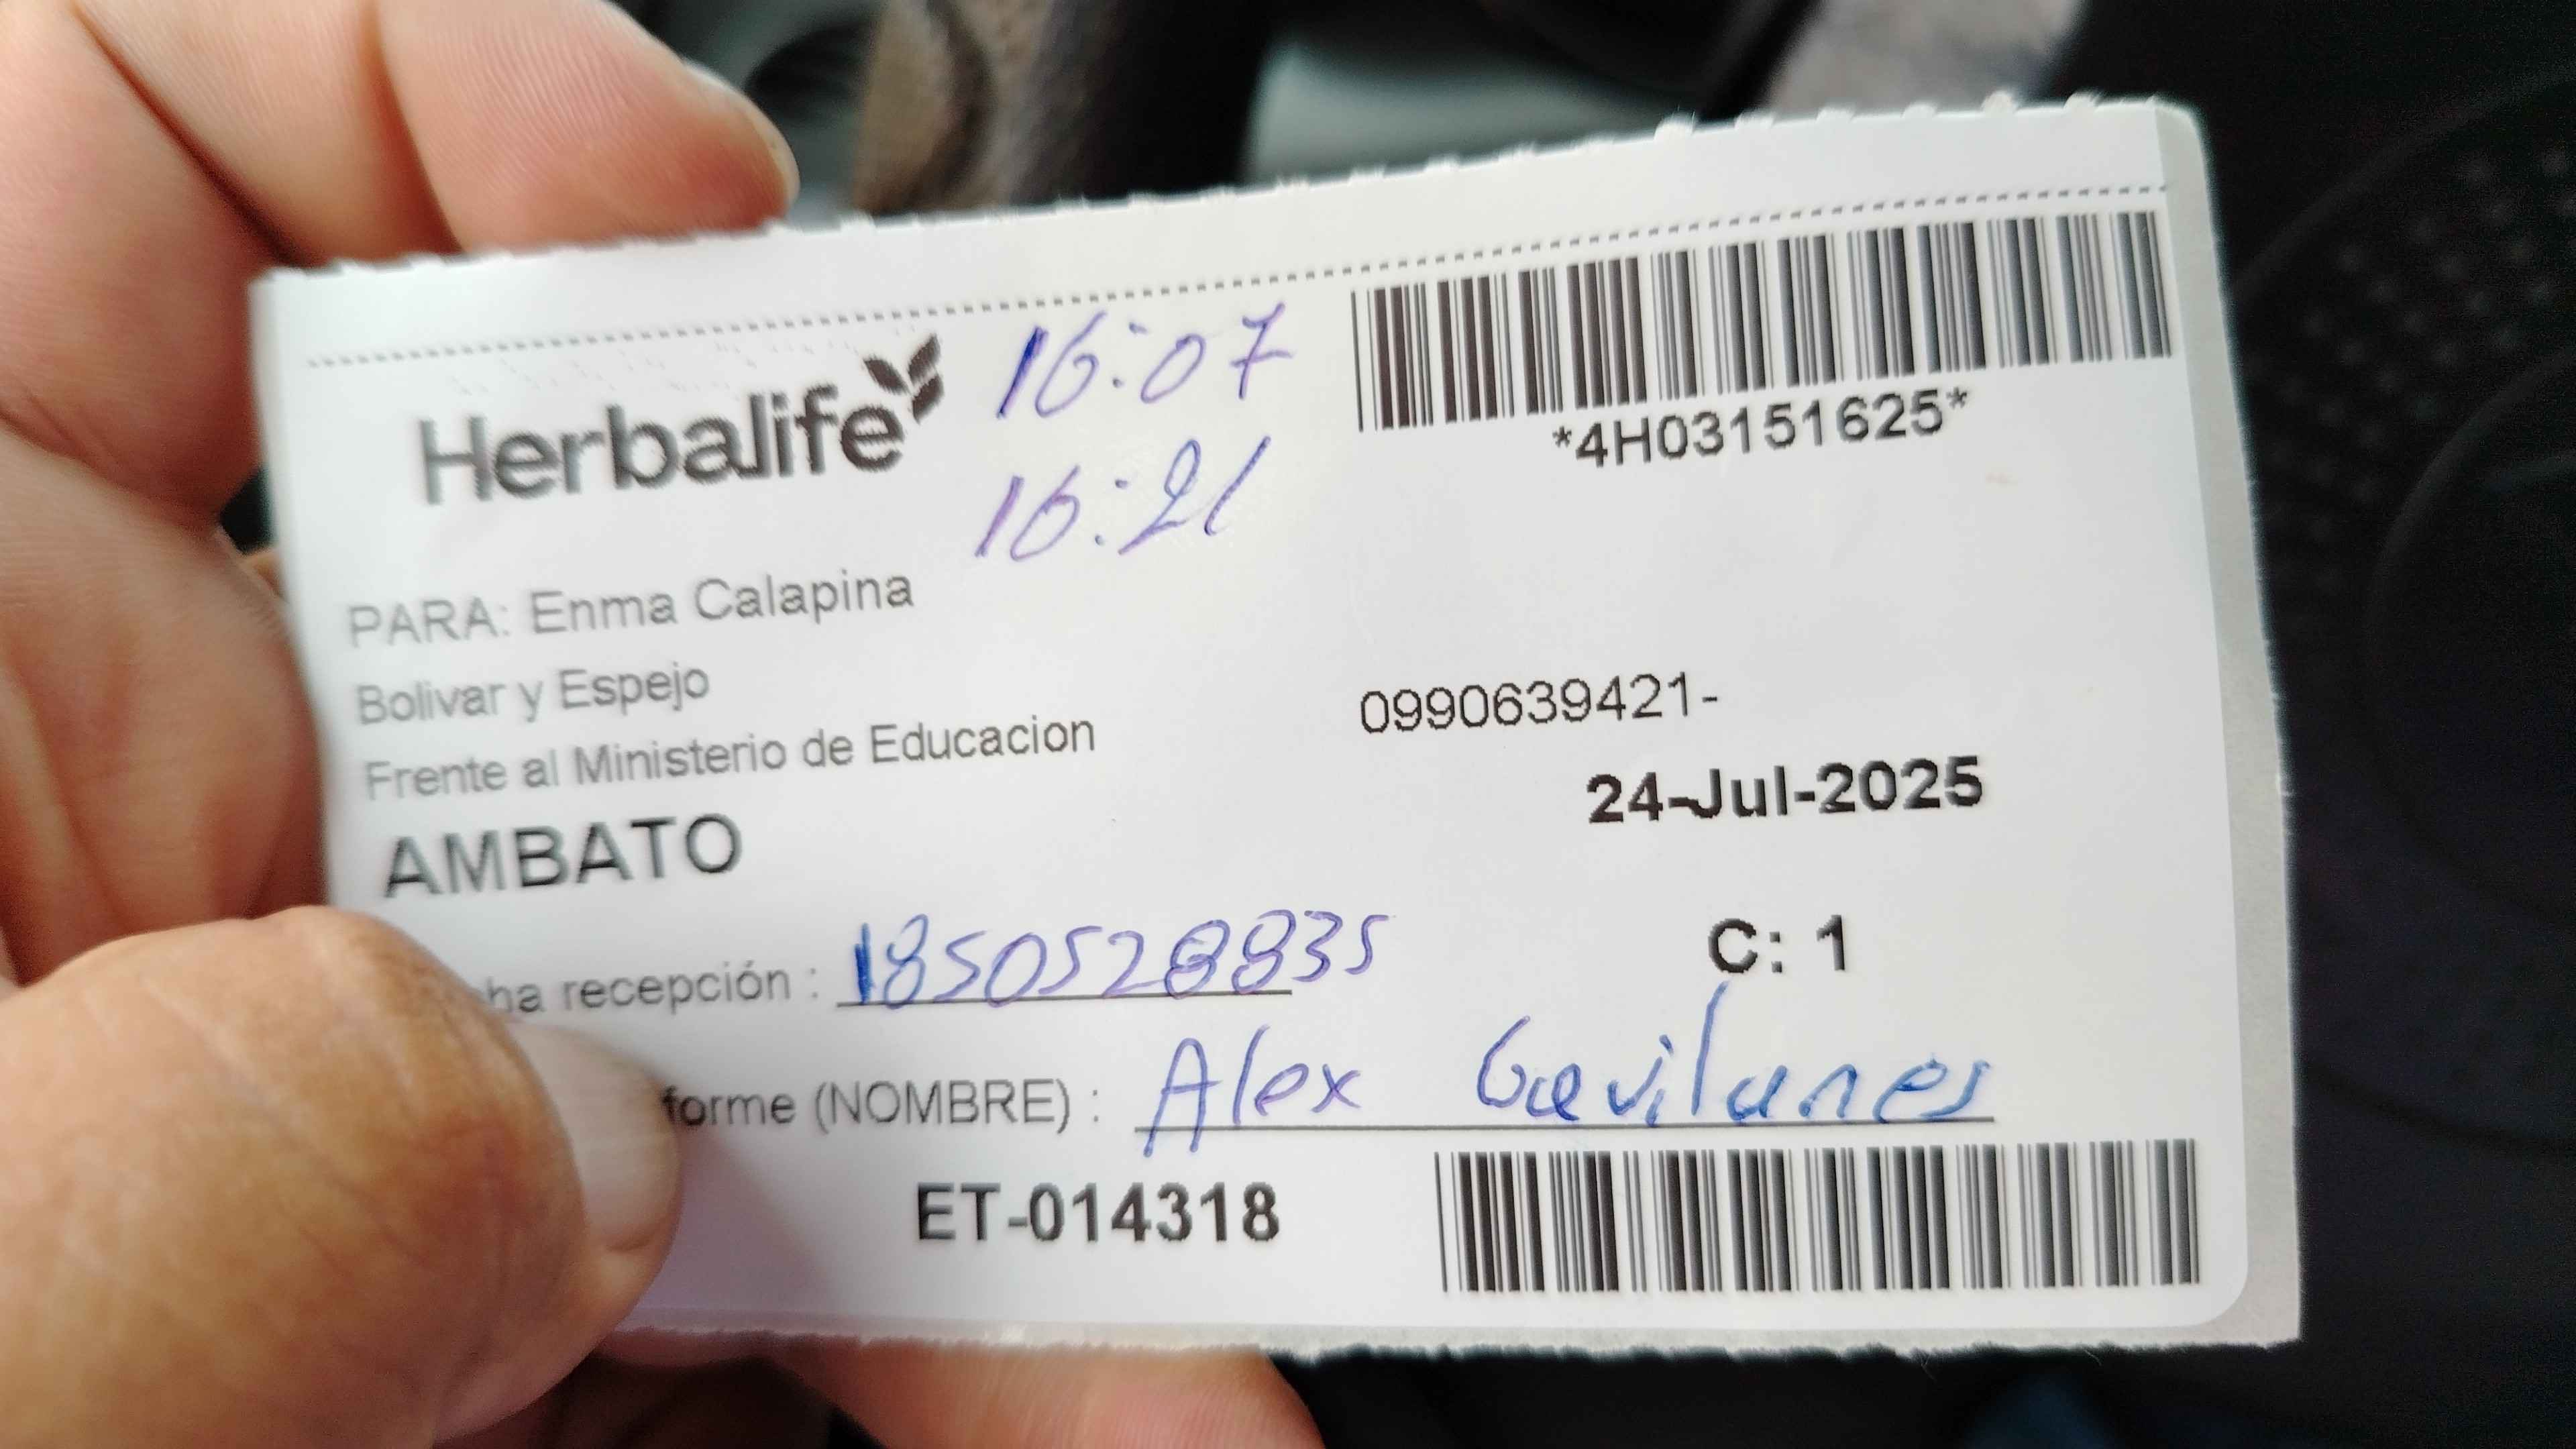 Herbalife
16:07
16:21
*4H03151625*
PARA: Enma Calapina
Bolivar y Espejo
Frente al Ministerio de Educacion
0990639421-
AMBATO
24-Jul-2025
C: 1
recepción : 1850528835
(NOMBRE) : Alex Gavilanes
ET-014318